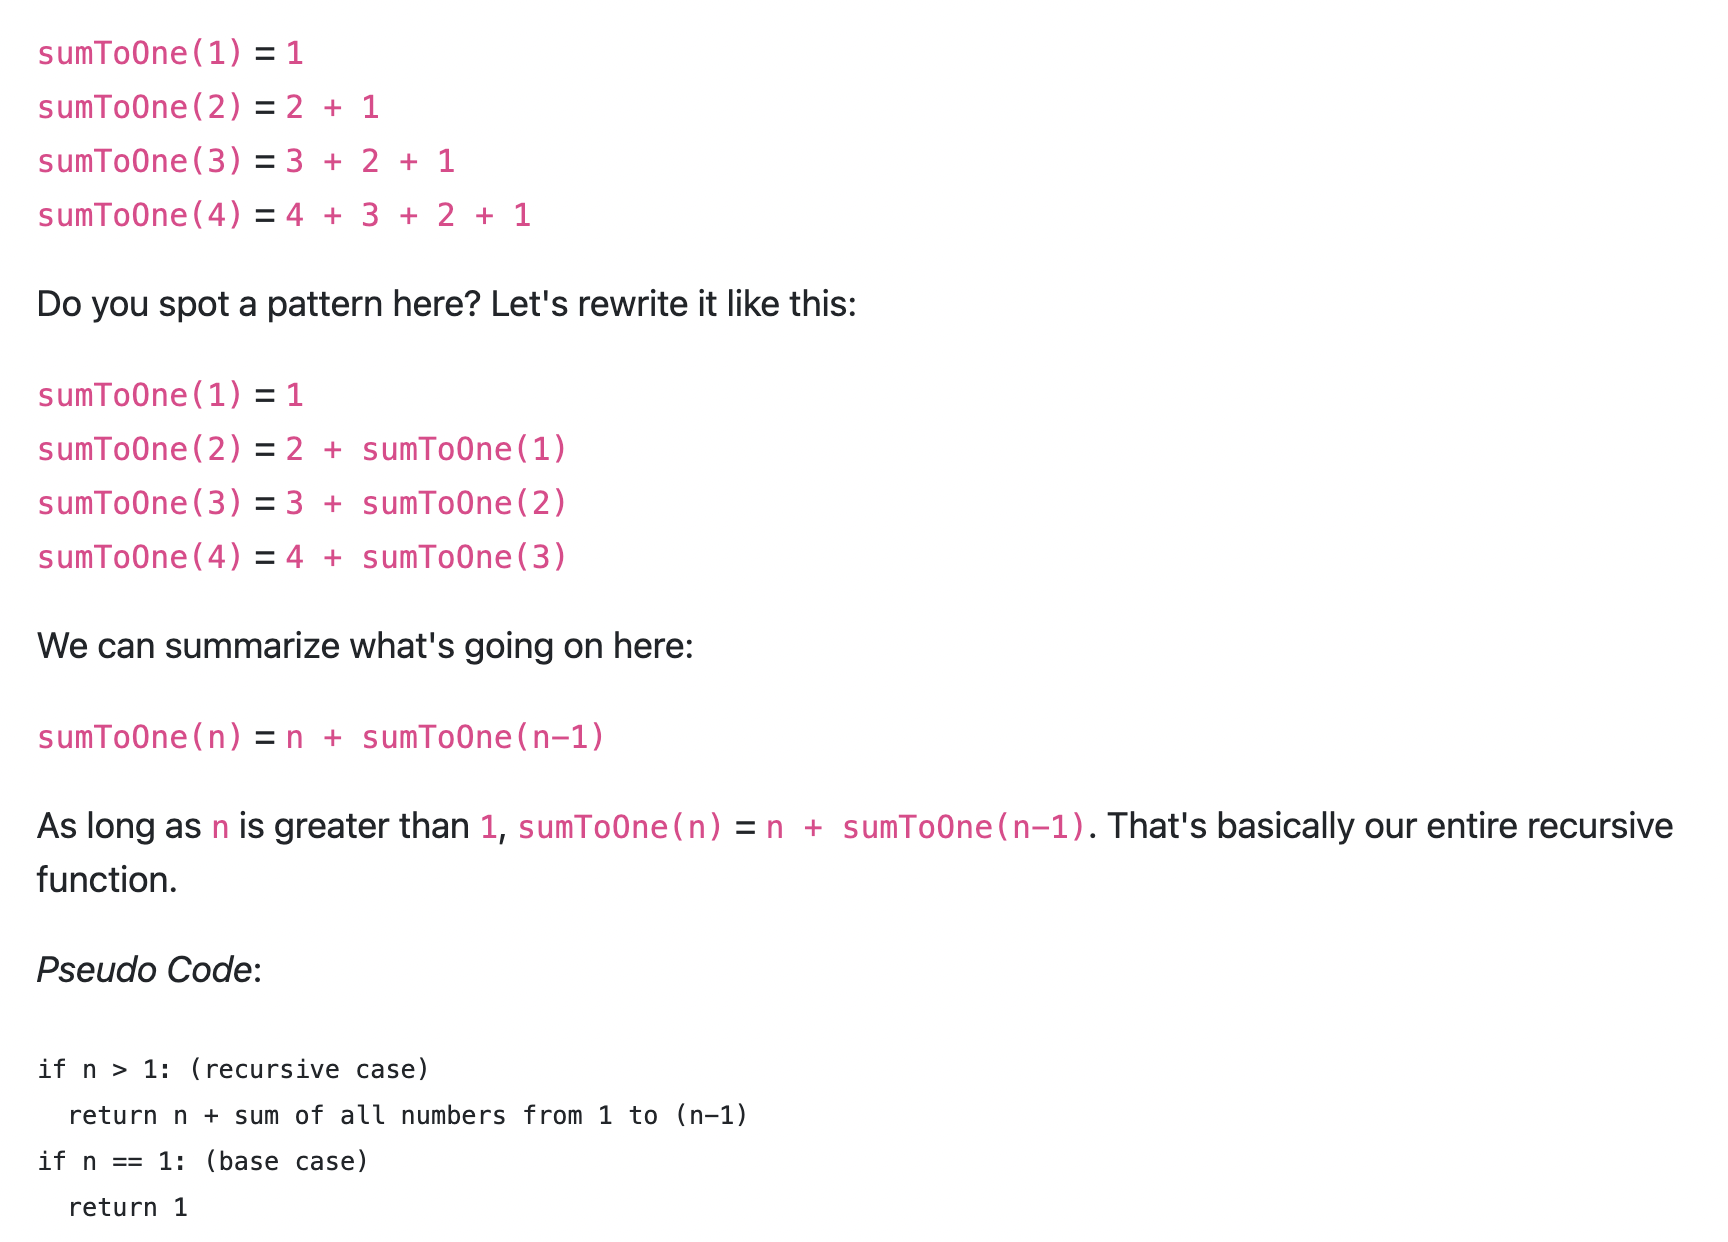 sumToOne(1) = 1
sumToOne(2) = 2 + 1
sumToOne(3) = 3 + 2 + 1
sumToOne(4) = 4 + 3 + 2 + 1
Do you spot a pattern here? Let's rewrite it like this:
sumToOne(1) = 1
sumToOne(2) = 2 + sumToOne(1)
sumToOne(3) = 3 + sumToOne(2)
sumToOne(4) = 4 + sumToOne(3)
We can summarize what's going on here:
sumToOne(n) = n + sumToOne(n-1)
As long as n is greater than 1, sumToOne(n) = n + sumToOne(n-1). That's basically our entire recursive
function.
Pseudo Code:
if n > 1: (recursive case)
  return n + sum of all numbers from 1 to (n-1)
if n == 1: (base case)
  return 1